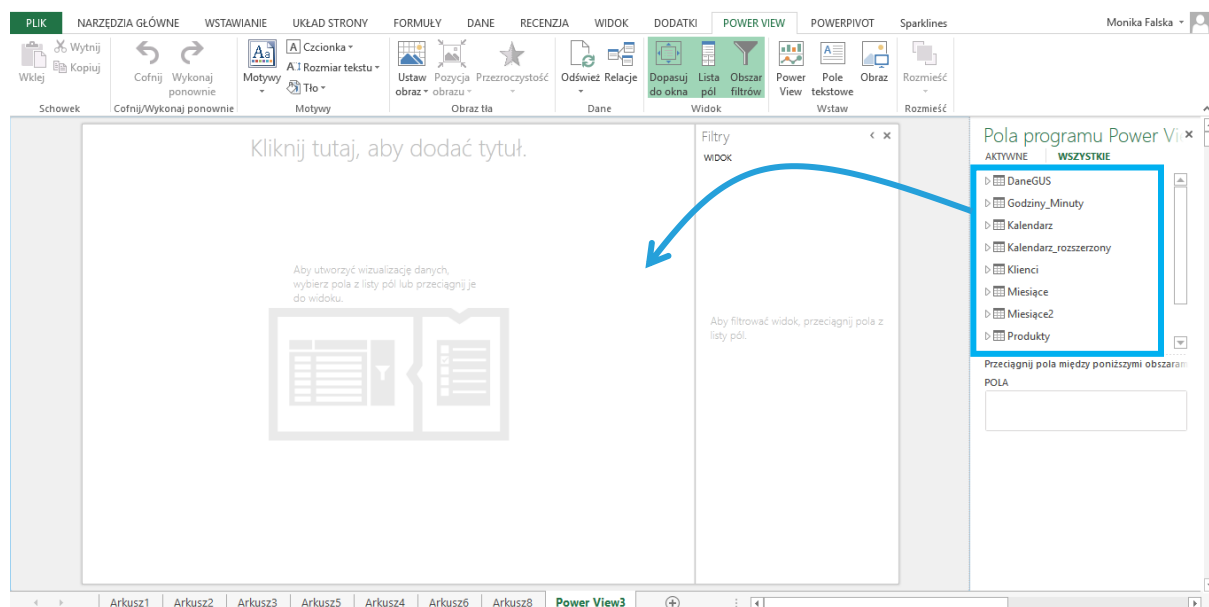 PLIK NARZĘDZIA GŁÓWNE WSTAWIANIE UKŁAD STRONY FORMUŁY DANE RECENZJA WIDOK DODATKI POWER VIEW POWERPIVOT Sparklines Monika Falska
Wklej
Wytnij
Kopiuj
Schowek
Cofnij
Wykonaj
ponownie
Cofnij/Wykonaj ponownie
Motywy
Czcionka
Rozmiar tekstu
Tło
Motywy
Ustaw
obraz
Pozycja
obrazu
Przezroczystość
Obraz tła
Odśwież
Relacje
Dane
Dopasuj
do okna
Lista
pól
Obszar
filtrów
Widok
Power
View
Pole
tekstowe
Obraz
Wstaw
Rozmieść
Rozmieść
Kliknij tutaj, aby dodać tytuł.
Aby utworzyć wizualizację danych,
wybierz pola z listy pól lub przeciągnij je
do widoku.
Filtry
WIDOK
Aby filtrować widok, przeciągnij pola z
listy pól.
Pola programu Power
AKTYWNE WSZYSTKIE
DaneGUS
Godziny_Minuty
Kalendarz
Kalendarz_rozszerzony
Klienci
Miesiące
Miesiące2
Produkty
Przeciągnij pola między poniższymi
POLA
Arkusz1 Arkusz2 Arkusz3 Arkusz5 Arkusz4 Arkusz6 Arkusz8 Power View3